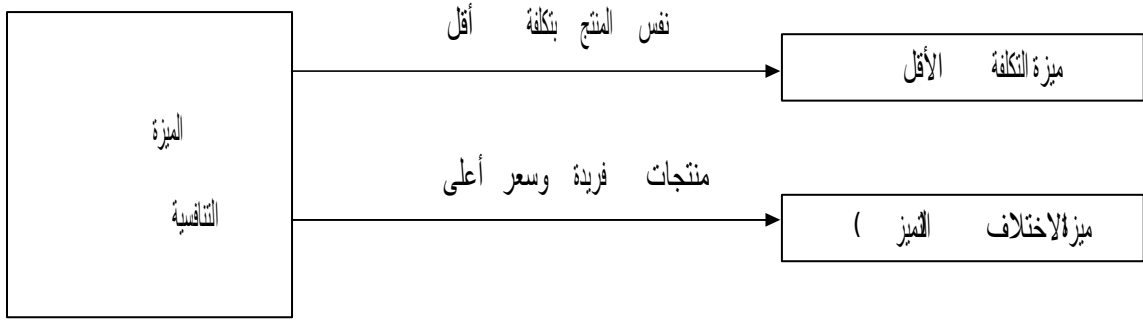 نفس المنتج بتكلفة أقل
ميزة التكلفة الأقل
الميزة
التنافسية
منتجات فريدة وسعر أعلى
ميزة الاختلاف (التميز)